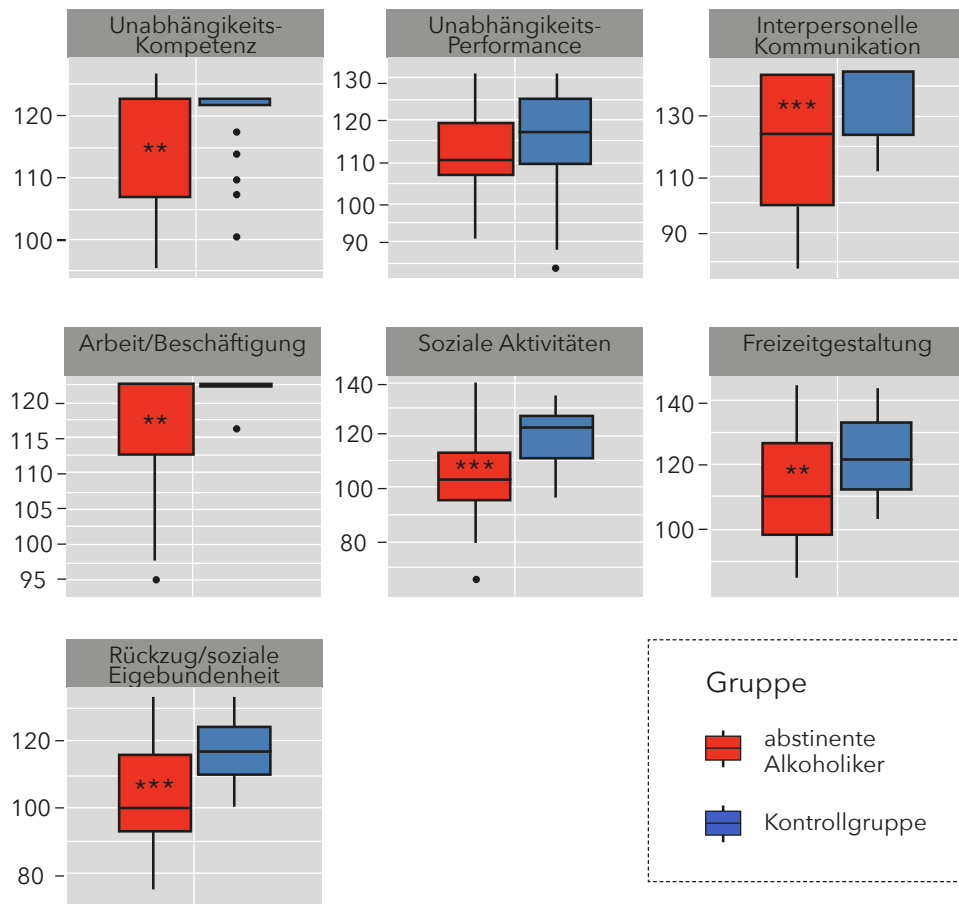 Unabhängikeits-
Kompetenz
120
110
100
**
Unabhängikeits-
Performance
130
120
110
100
90
Interpersonelle
Kommunikation
130
110
90
***
Arbeit/Beschäftigung
120
115
110
105
100
95
**
Soziale Aktivitäten
140
120
100
80
***
Freizeitgestaltung
140
120
100
**
Rückzug/soziale
Eigebundenheit
120
100
80
***
Gruppe
abstinente
Alkoholiker
Kontrollgruppe